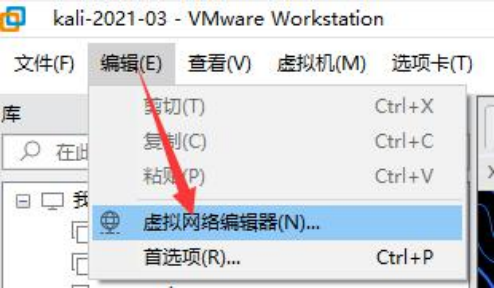 kali-2021-03 - VMware Workstation
文件(F) 编辑(E) 查看(V) 虚拟机(M) 选项卡(T)
库
剪切(T) Ctrl+X
复制(C) Ctrl+C
在此
粘贴(P) Ctrl+V
我
虚拟网络编辑器(N)...
首选项(R)... Ctrl+P